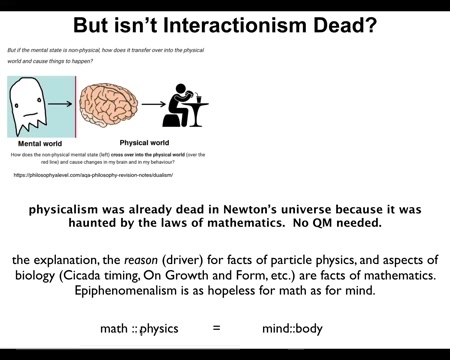 But isn't Interactionism Dead?
But if the mental state is non-physical, how does it transfer over into the physical
world and cause things to happen?
Mental world
Physical world
How does the non-physical mental state (left) cross over into the physical world (over the
red line) and cause changes in my brain and in my behaviour?
https://philosophyalevel.com/aqa-philosophy-revision-notes/dualism/
physicalism was already dead in Newton's universe because it was
haunted by the laws of mathematics. No QM needed.
the explanation, the reason (driver) for facts of particle physics, and aspects of
biology (Cicada timing, On Growth and Form, etc.) are facts of mathematics.
Epiphenomenalism is as hopeless for math as for mind.
math :: physics = mind::body